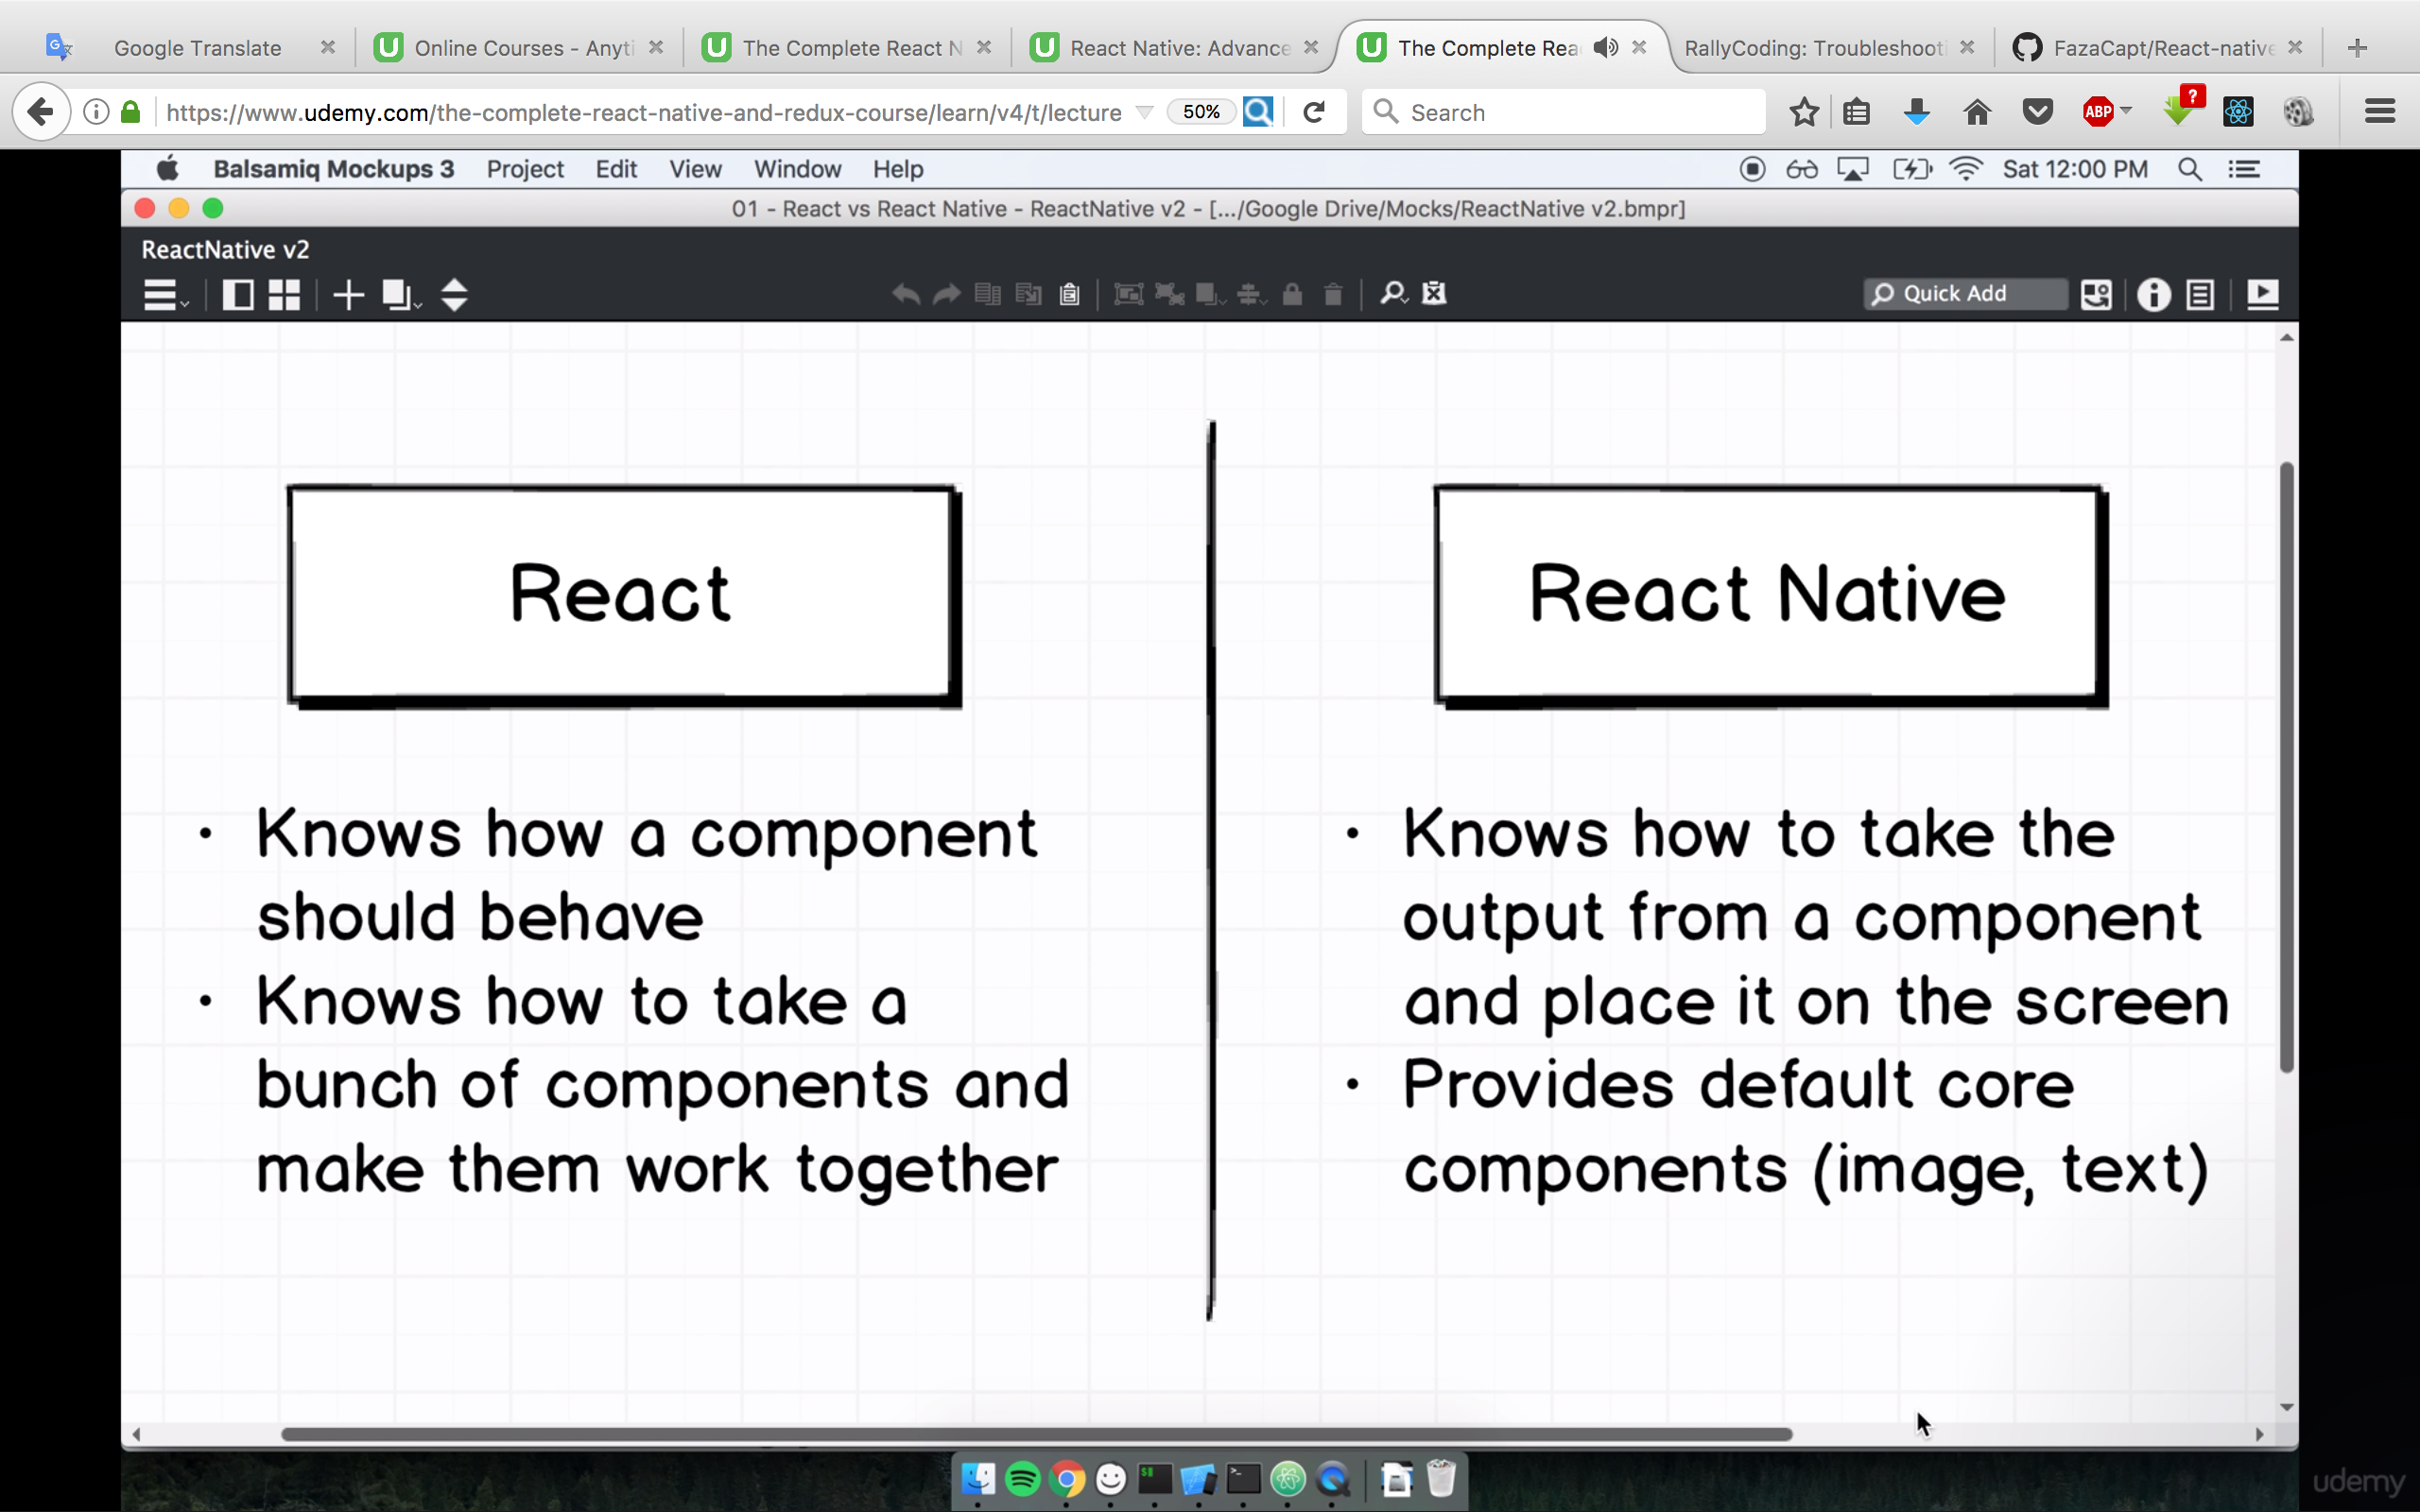 Google Translate
Online Courses - Anyti
The Complete React N
React Native: Advance
The Complete Rea
RallyCoding: Troubleshooti
FazaCapt/React-native
https://www.udemy.com/the-complete-react-native-and-redux-course/learn/v4/t/lecture
50%
Search
ABP
?
Balsamiq Mockups 3 Project Edit View Window Help
Sat 12:00 PM
01 - React vs React Native - ReactNative v2 - [.../Google Drive/Mocks/ReactNative v2.bmpr]
ReactNative v2
Quick Add
React
• Knows how a component
should behave
• Knows how to take a
bunch of components and
make them work together
React Native
• Knows how to take the
output from a component
and place it on the screen
• Provides default core
components (image, text)
udemy